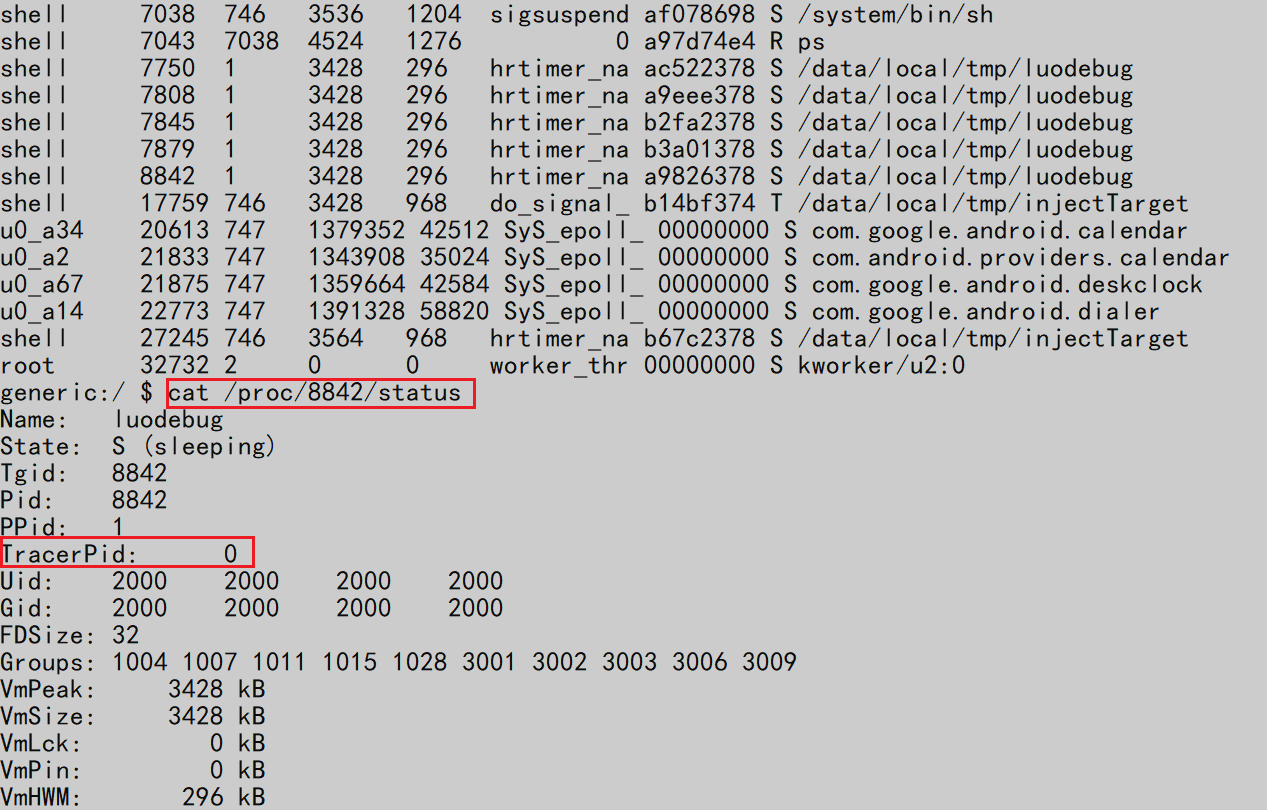 shell 7038 746 3536 1204 sigsuspend af078698 S /system/bin/sh
shell 7043 7038 4524 1276 0 a97d74e4 R ps
shell 7750 1 3428 296 hrtimer_na ac522378 S /data/local/tmp/luodebug
shell 7808 1 3428 296 hrtimer_na a9eee378 S /data/local/tmp/luodebug
shell 7845 1 3428 296 hrtimer_na b2fa2378 S /data/local/tmp/luodebug
shell 7879 1 3428 296 hrtimer_na b3a01378 S /data/local/tmp/luodebug
shell 8842 1 3428 296 hrtimer_na a9826378 S /data/local/tmp/luodebug
shell 17759 746 3428 968 do_signal_ b14bf374 T /data/local/tmp/injectTarget
u0_a34 20613 747 1379352 42512 SyS_epoll_ 00000000 S com.google.android.calendar
u0_a2 21833 747 1343908 35024 SyS_epoll_ 00000000 S com.android.providers.calendar
u0_a67 21875 747 1359664 42584 SyS_epoll_ 00000000 S com.google.android.deskclock
u0_a14 22773 747 1391328 58820 SyS_epoll_ 00000000 S com.google.android.dialer
shell 27245 746 3564 968 hrtimer_na b67c2378 S /data/local/tmp/injectTarget
root 32732 2 0 0 worker_thr 00000000 S kworker/u2:0
generic:/ $ cat /proc/8842/status
Name: luodebug
State: S (sleeping)
Tgid: 8842
Pid: 8842
PPid: 1
TracerPid: 0
Uid: 2000 2000 2000 2000
Gid: 2000 2000 2000 2000
FDSize: 32
Groups: 1004 1007 1011 1015 1028 3001 3002 3003 3006 3009
VmPeak: 3428 kB
VmSize: 3428 kB
VmLck: 0 kB
VmPin: 0 kB
VmHWM: 296 kB